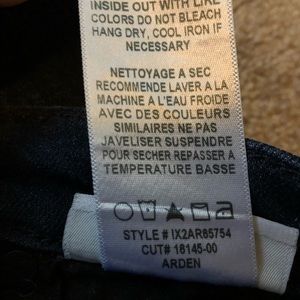 INSIDE OUT WITH LIKE
COLORS DO NOT BLEACH
HANG DRY, COOL IRON IF
NECESSARY
NETTOYAGE A SEC
RECOMMENDE LAVER A LA
MACHINE A L'EAU FROIDE
AVEC DES COULEURS
SIMILAIRES NE PAS
JAVELISER SUSPENDRE
POUR SECHER REPASSER A
TEMPERATURE BASSE
STYLE # IX2AR65754
CUT# 16145-00
ARDEN